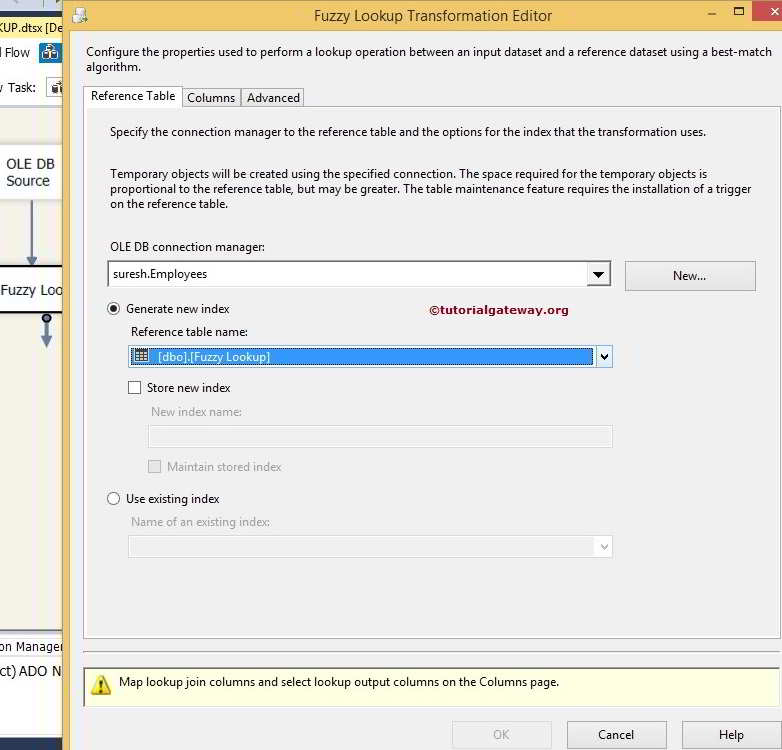 Fuzzy Lookup Transformation Editor
KUP.dtsx [De
Flow
Task:
OLE DB
Source
Fuzzy Loo
on Manager
ct) ADO N
Configure the properties used to perform a lookup operation between an input dataset and a reference dataset using a best-match
algorithm.
Reference Table Columns Advanced
Specify the connection manager to the reference table and the options for the index that the transformation uses.
Temporary objects will be created using the specified connection. The space required for the temporary objects is
proportional to the reference table, but may be greater. The table maintenance feature requires the installation of a trigger
on the reference table.
OLE DB connection manager:
suresh.Employees New...
Generate new index
©tutorialgateway.org
Reference table name:
[dbo].[Fuzzy Lookup]
Store new index
New index name:
Maintain stored index
Use existing index
Name of an existing index:
Map lookup join columns and select lookup output columns on the Columns page.
OK Cancel Help